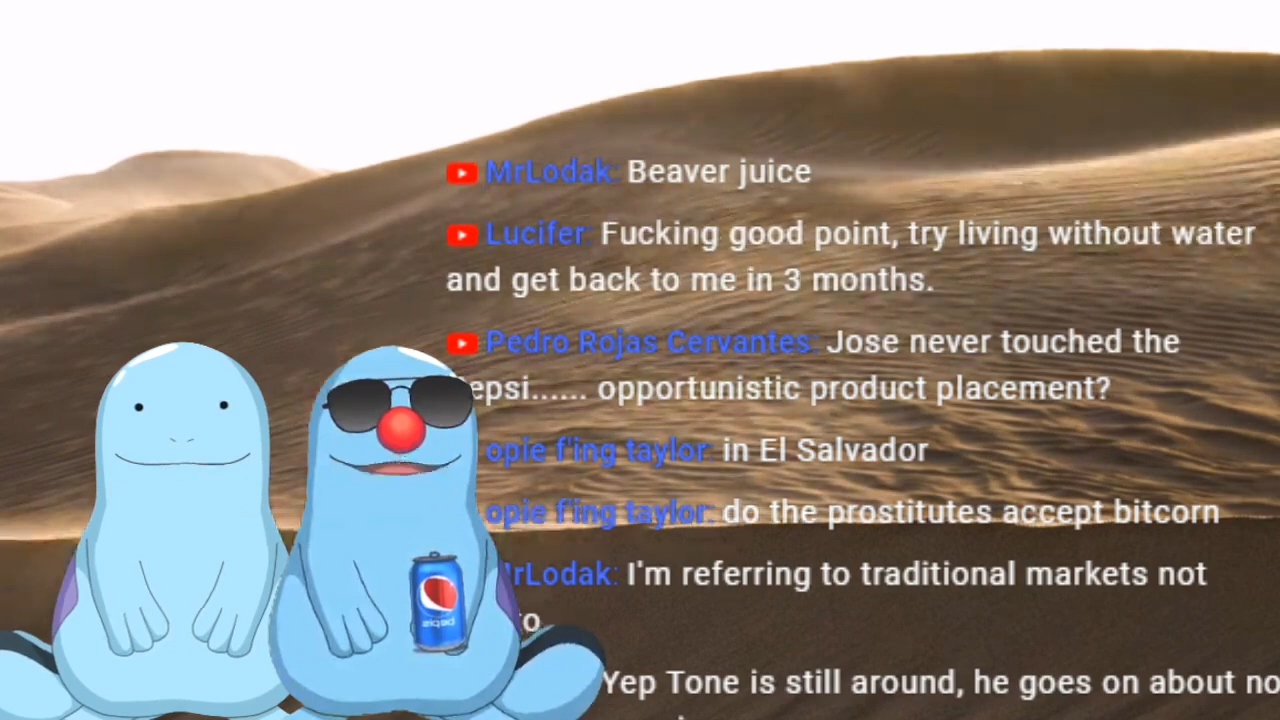 MrLodak: Beaver juice
Lucifer: Fucking good point, try living without water
and get back to me in 3 months.
Pedro Rojas Cervantes: Jose never touched the
epsi...... opportunistic product placement?
opie f'ing taylor: in El Salvador
opie f'ing taylor: do the prostitutes accept bitcorn
rLodak: I'm referring to traditional markets not
to
Yep Tone is still around, he goes on about no
pepsi